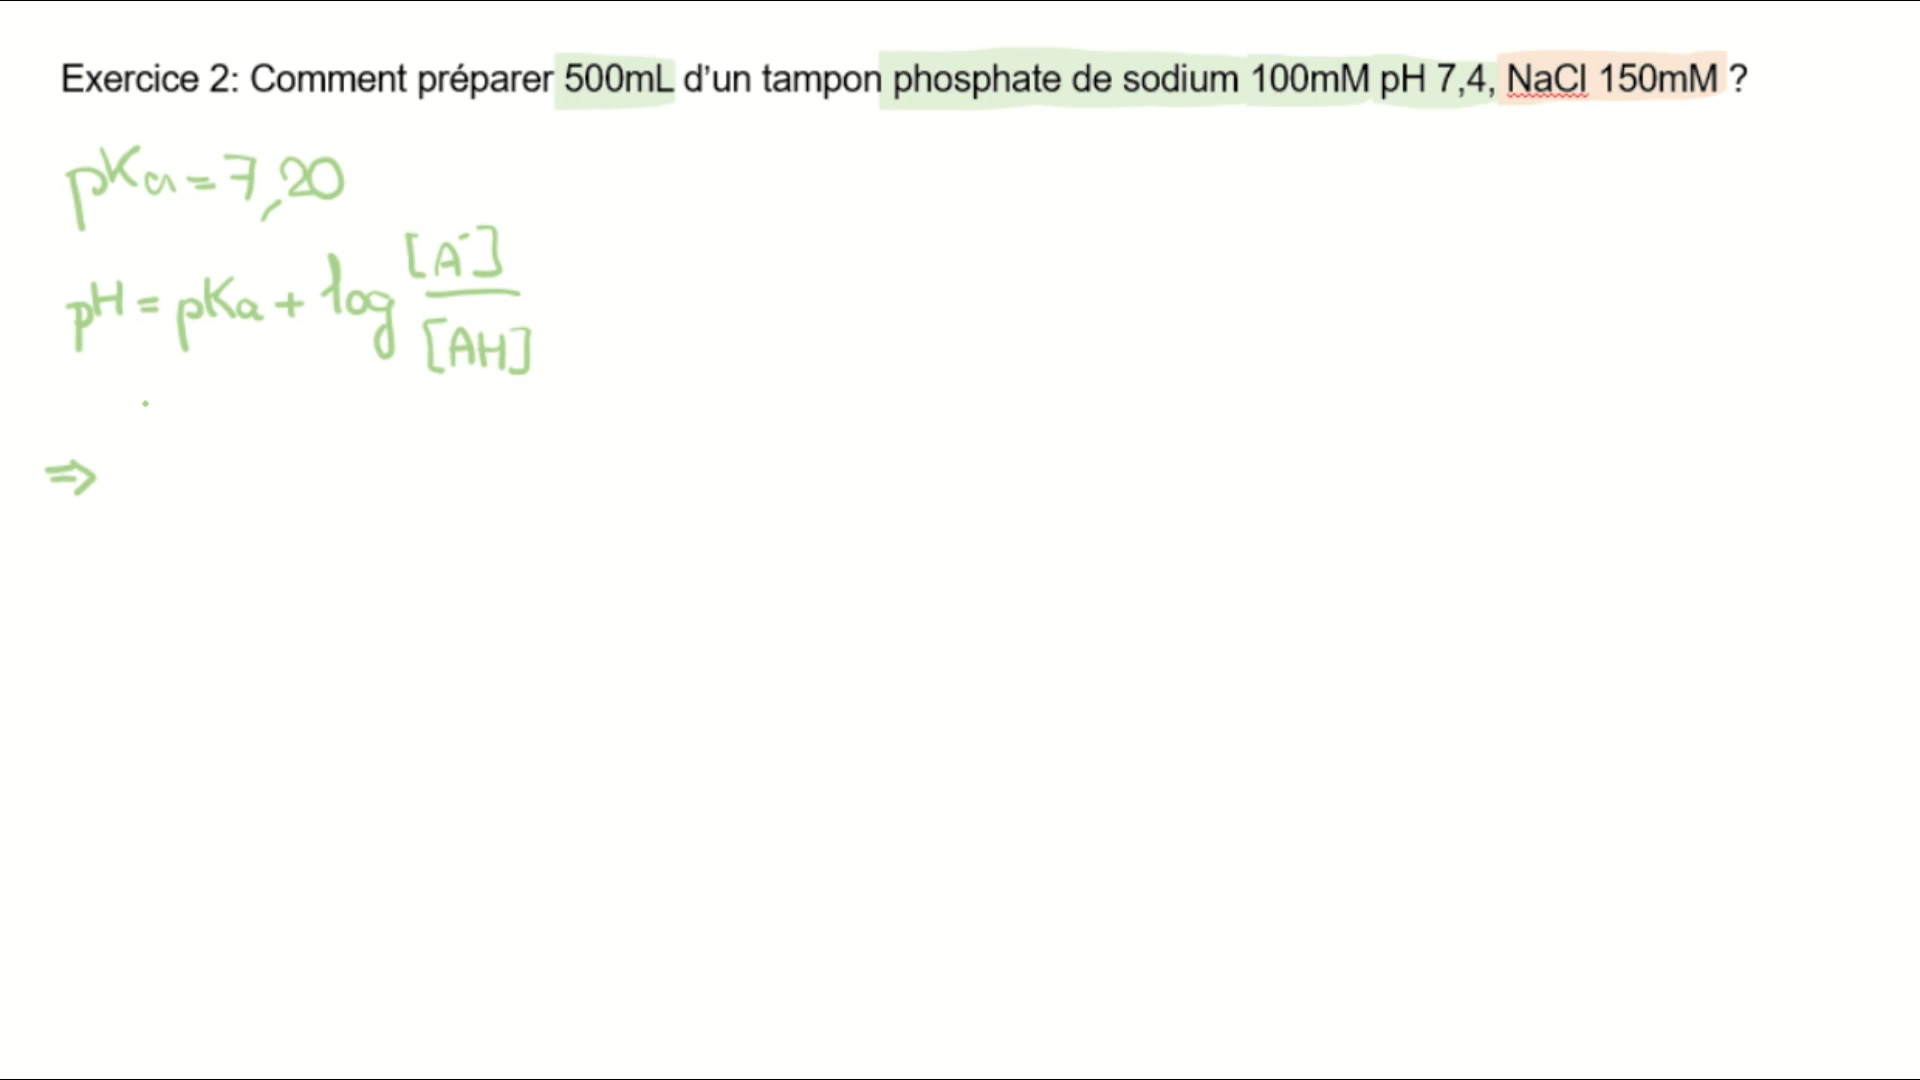 Exercice 2: Comment préparer 500mL d’un tampon phosphate de sodium 100mM pH 7,4, NaCl 150mM ?
pKa = 7,20
pH = pKa + log [A⁻] / [AH]
⇒